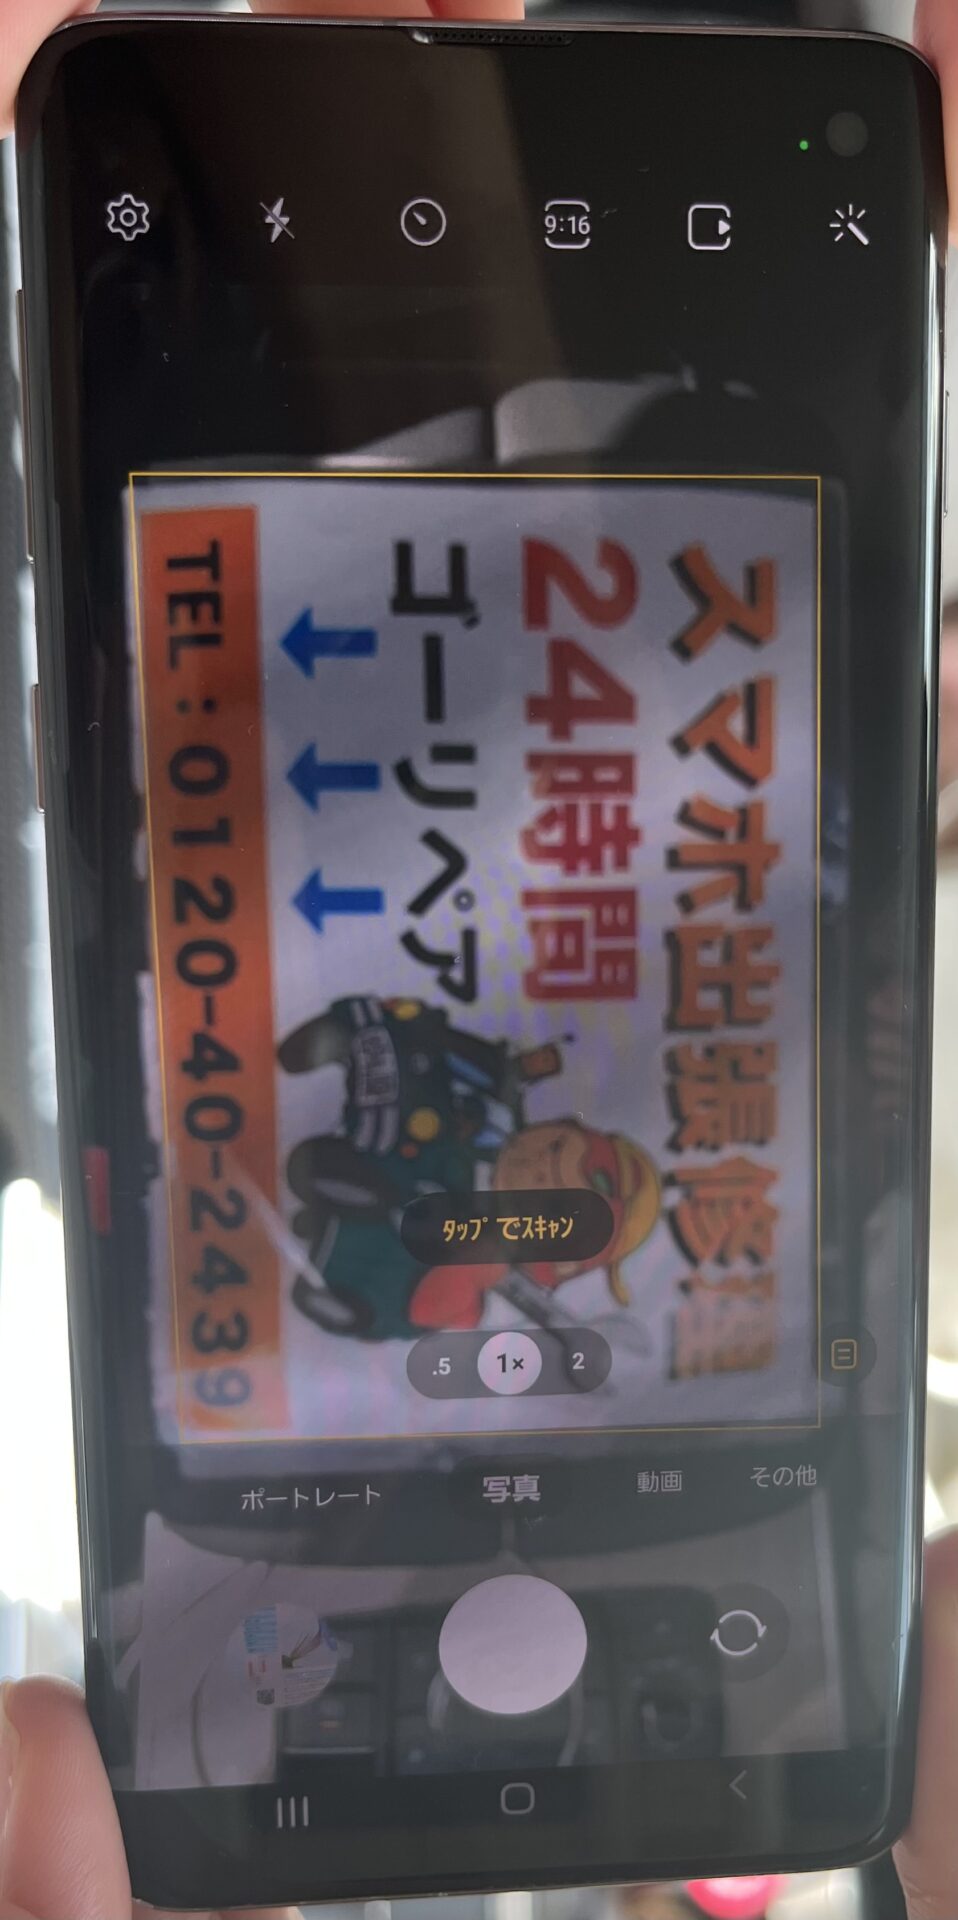 9:16
スマホ出張修理
24時間
ゴーリペア
TEL:0120-40-2439
タップでスキャン
.5 1× 2
ポートレート 写真 動画 その他